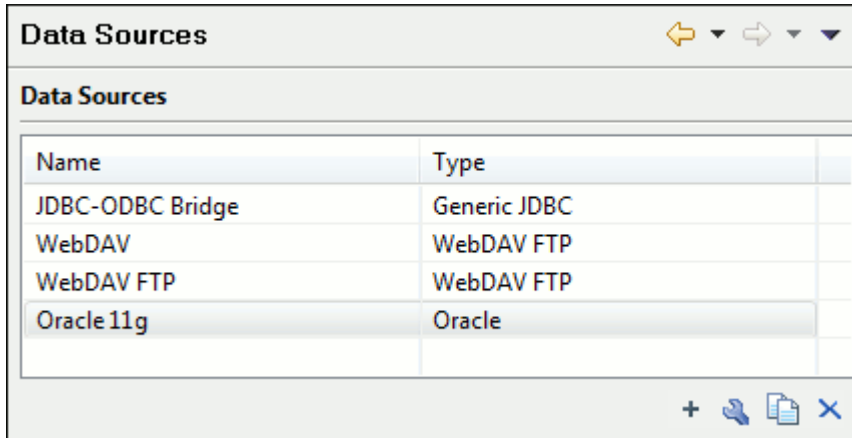 Data Sources
Data Sources
Name Type
JDBC-ODBC Bridge Generic JDBC
WebDAV WebDAV FTP
WebDAV FTP WebDAV FTP
Oracle 11g Oracle